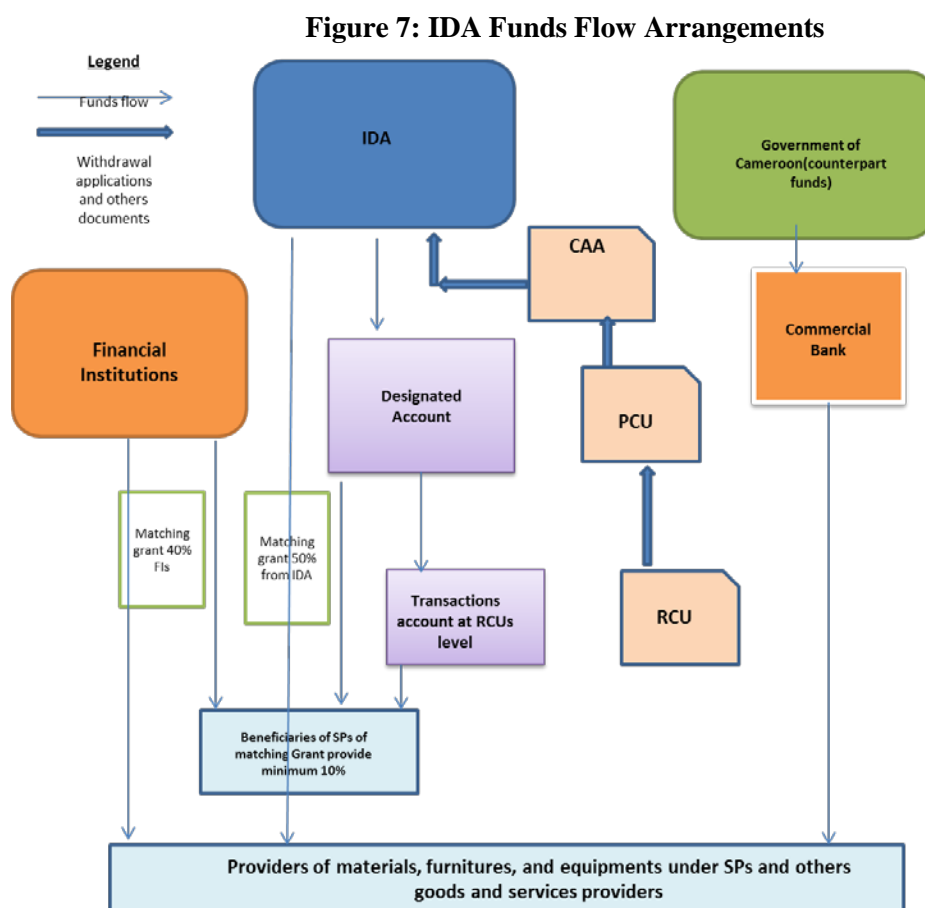 Figure 7: IDA Funds Flow Arrangements
Legend
Funds flow
Withdrawal
applications
and others
documents
IDA
Government of
Cameroon(counterpart
funds)
CAA
Financial
Institutions
Commercial
Bank
Designated
Account
PCU
Matching
grant 40%
FIs
Matching
grant 50%
from IDA
Transactions
account at RCUs
level
RCU
Beneficiaries of SPs of
matching Grant provide
minimum 10%
Providers of materials, furnitures, and equipments under SPs and others
goods and services providers